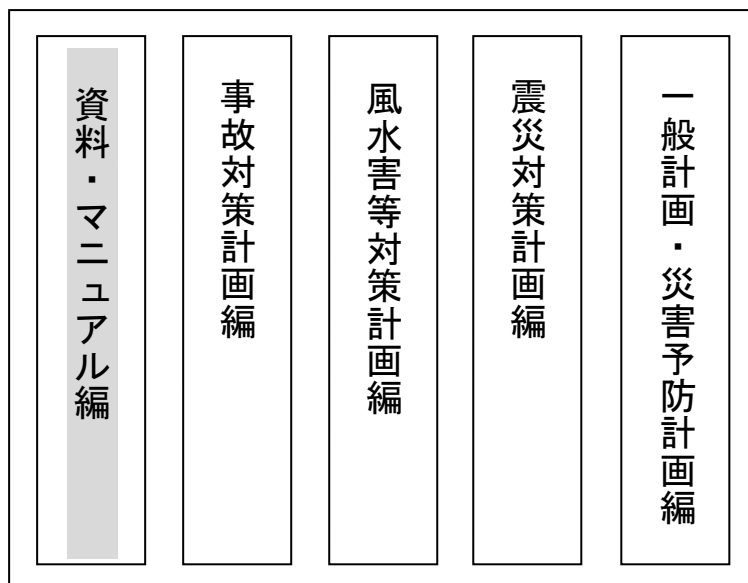 一般計画・災害予防計画編
震災対策計画編
風水害等対策計画編
事故対策計画編
資料・マニュアル編